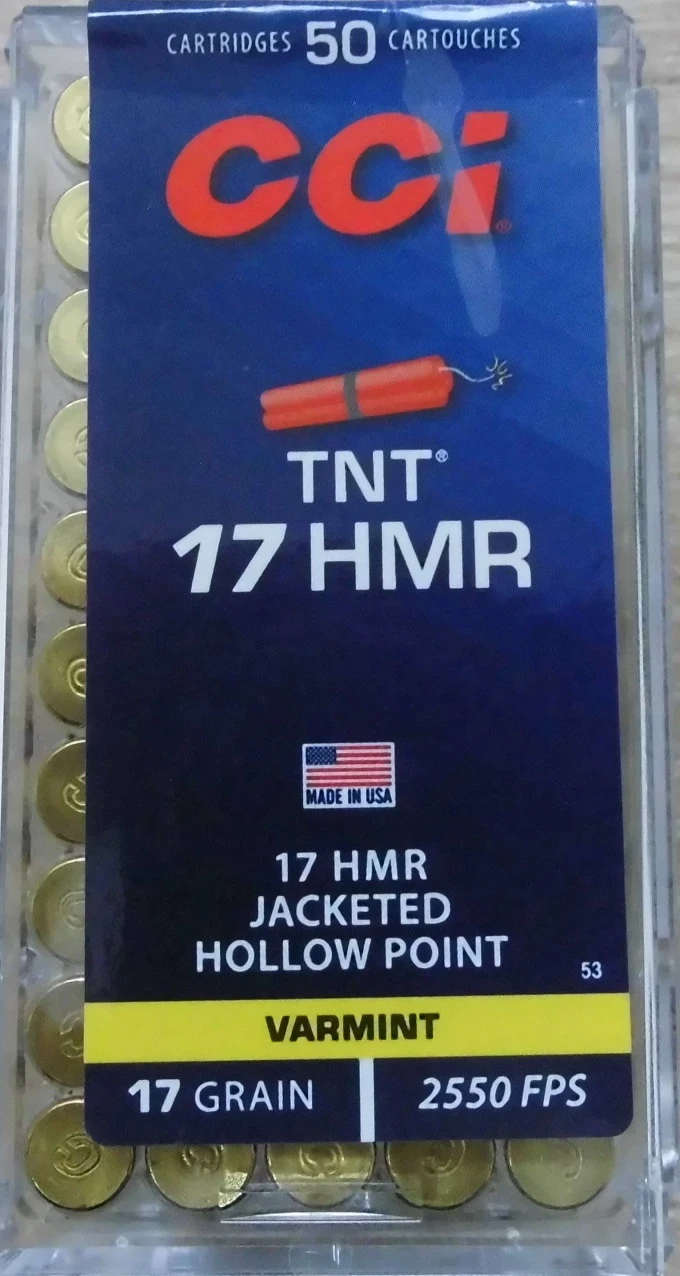 CARTRIDGES 50 CARTOUCHES
CCI®
TNT®
17 HMR
MADE IN USA
17 HMR
JACKETED
HOLLOW POINT
53
VARMINT
17 GRAIN
2550 FPS